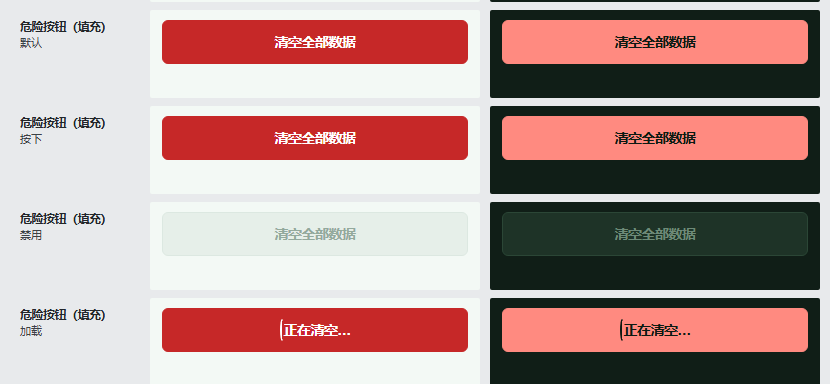 危险按钮（填充）
默认
清空全部数据
清空全部数据
危险按钮（填充）
按下
清空全部数据
清空全部数据
危险按钮（填充）
禁用
清空全部数据
清空全部数据
危险按钮（填充）
加载
正在清空...
正在清空...